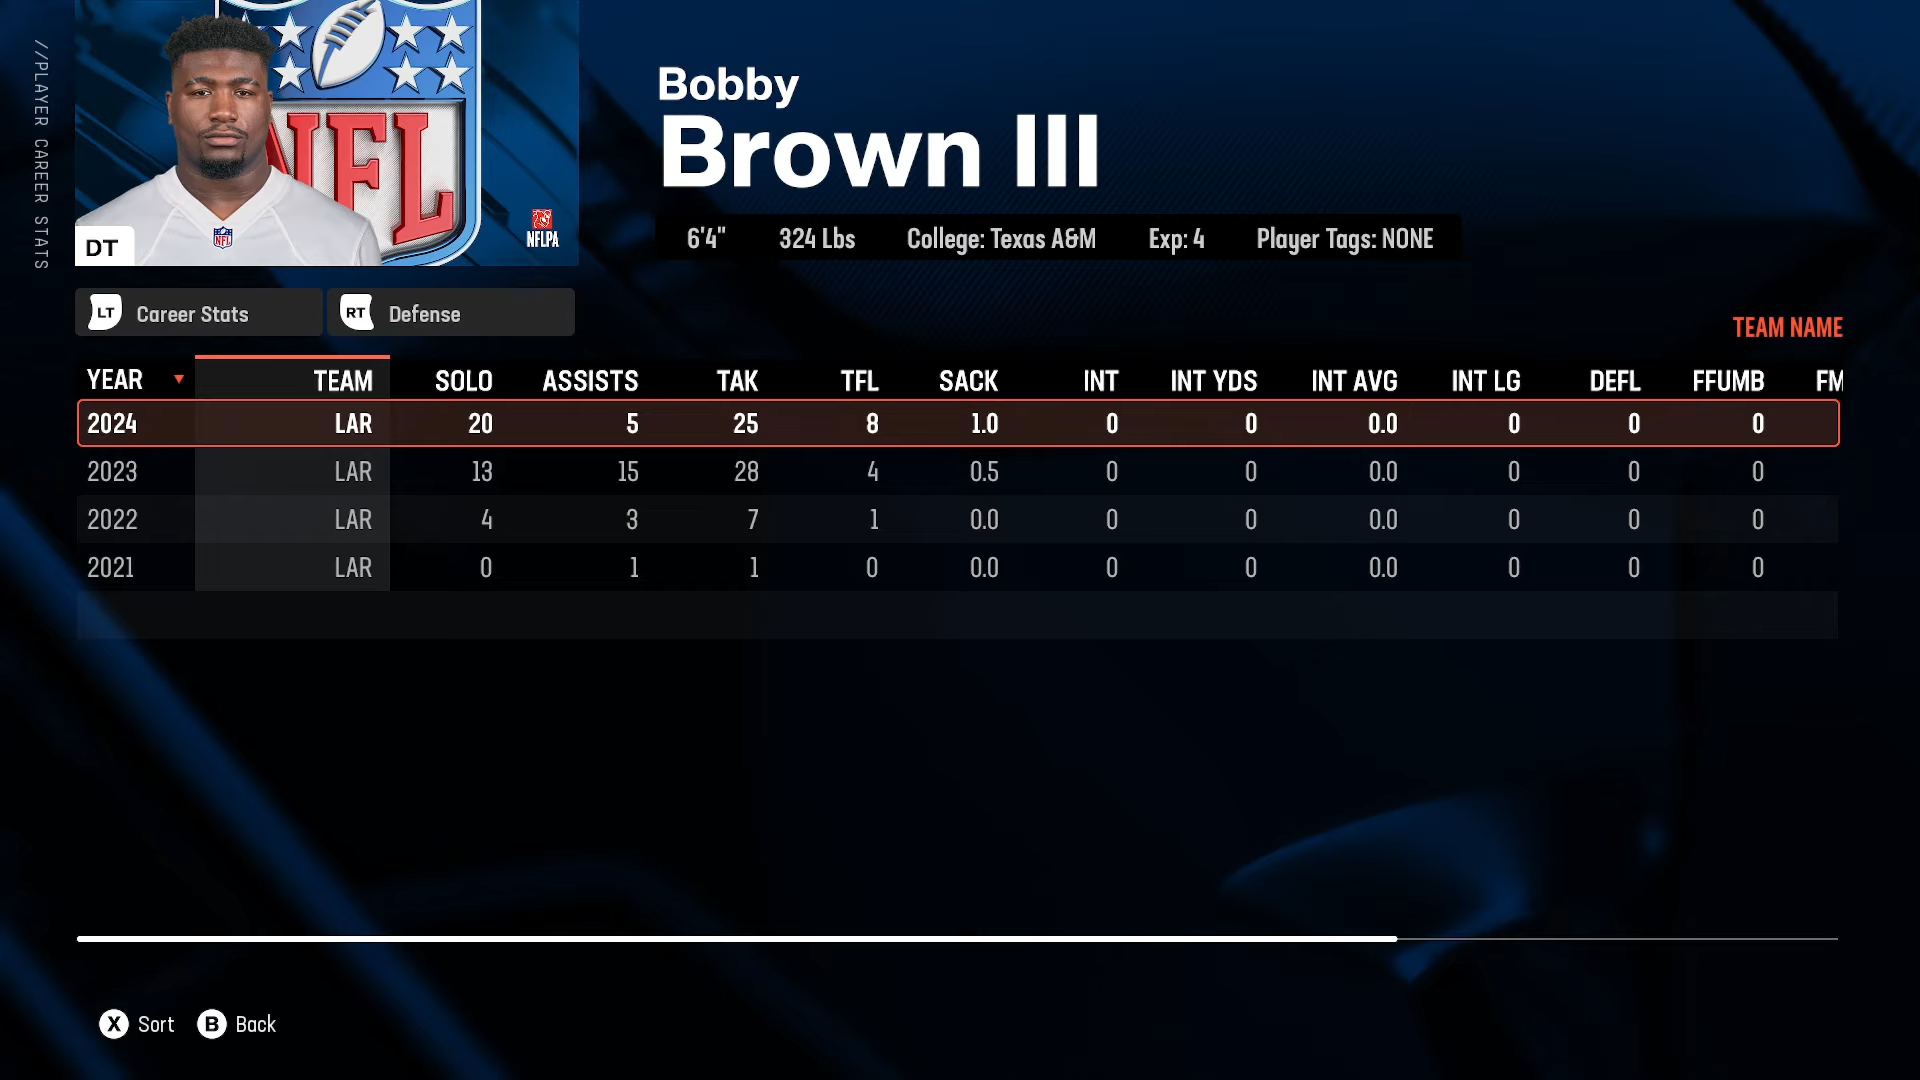 //PLAYER CAREER STATS
NFL
NFL
NFLPA
DT
Bobby
Brown III
6'4" 324 Lbs College: Texas A&M Exp: 4 Player Tags: NONE
LT Career Stats RT Defense
TEAM NAME
YEAR TEAM SOLO ASSISTS TAK TFL SACK INT INT YDS INT AVG INT LG DEFL FFUMB FM
2024 LAR 20 5 25 8 1.0 0 0 0.0 0 0 0
2023 LAR 13 15 28 4 0.5 0 0 0.0 0 0 0
2022 LAR 4 3 7 1 0.0 0 0 0.0 0 0 0
2021 LAR 0 1 1 0 0.0 0 0 0.0 0 0 0
X Sort B Back